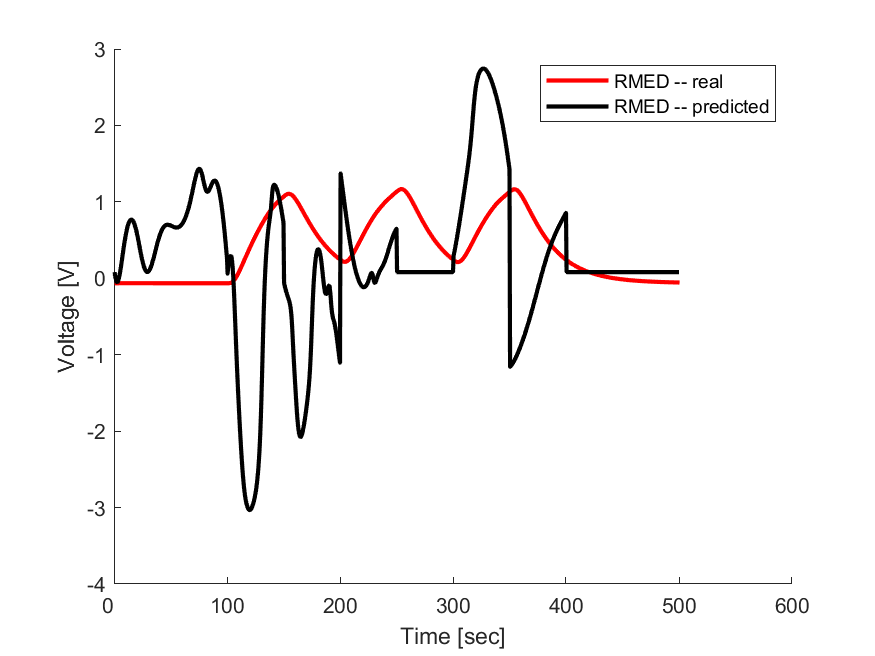 3
2
1
0
-1
-2
-3
-4
Voltage [V]
RMED -- real
RMED -- predicted
0 100 200 300 400 500 600
Time [sec]